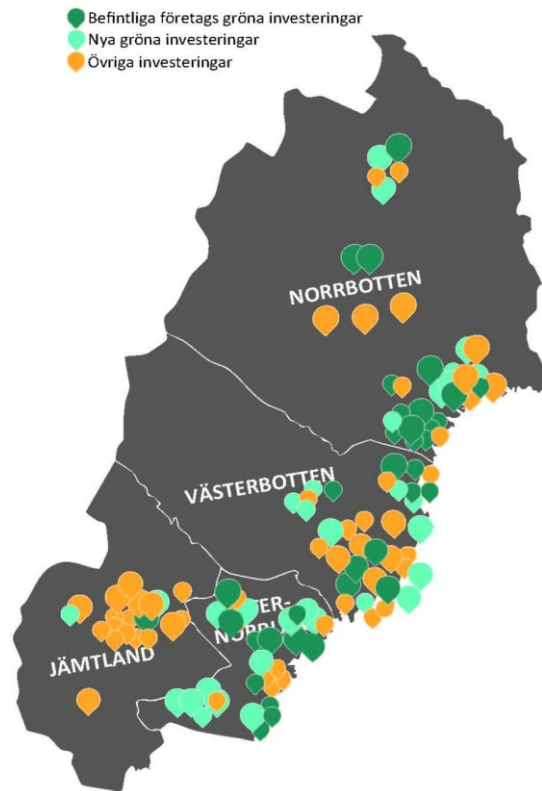 Befintliga företags gröna investeringar
Nya gröna investeringar
Övriga investeringar
NORRBOTTEN
VÄSTERBOTTEN
JÄMTLAND